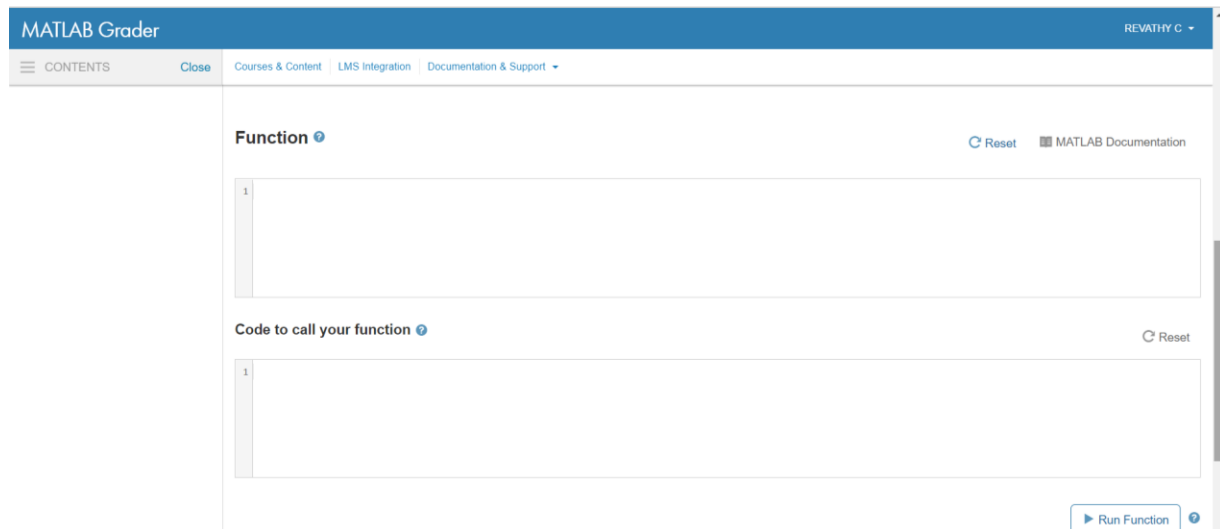 MATLAB Grader
REVATHY C
CONTENTS
Close
Courses & Content
LMS Integration
Documentation & Support
Function ?
Reset
MATLAB Documentation
1
Code to call your function ?
Reset
1
Run Function ?